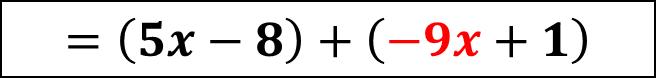 = (5x − 8) + (−9x + 1)